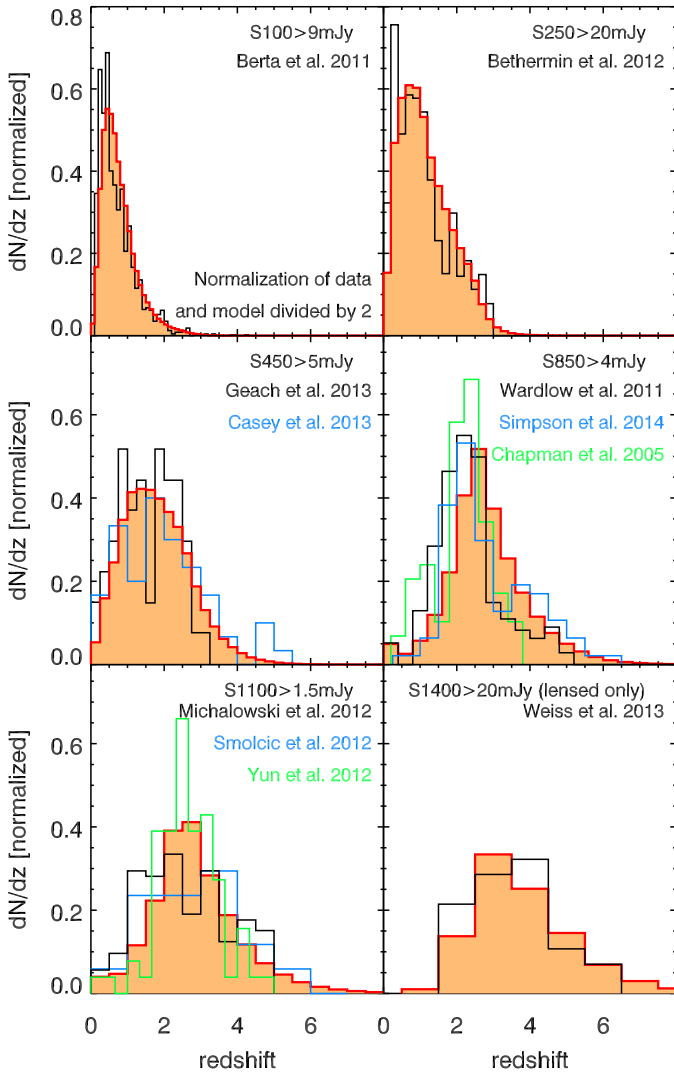 S100>9mJy
Berta et al. 2011
Normalization of data
and model divided by 2
0.8
0.6
0.4
0.2
0.0
dN/dz [normalized]
S250>20mJy
Bethermin et al. 2012
S450>5mJy
Geach et al. 2013
Casey et al. 2013
0.6
0.4
0.2
0.0
dN/dz [normalized]
S850>4mJy
Wardlow et al. 2011
Simpson et al. 2014
Chapman et al. 2005
S1100>1.5mJy
Michalowski et al. 2012
Smolcic et al. 2012
Yun et al. 2012
0.6
0.4
0.2
0.0
dN/dz [normalized]
0 2 4 6
redshift
S1400>20mJy (lensed only)
Weiss et al. 2013
2 4 6
redshift